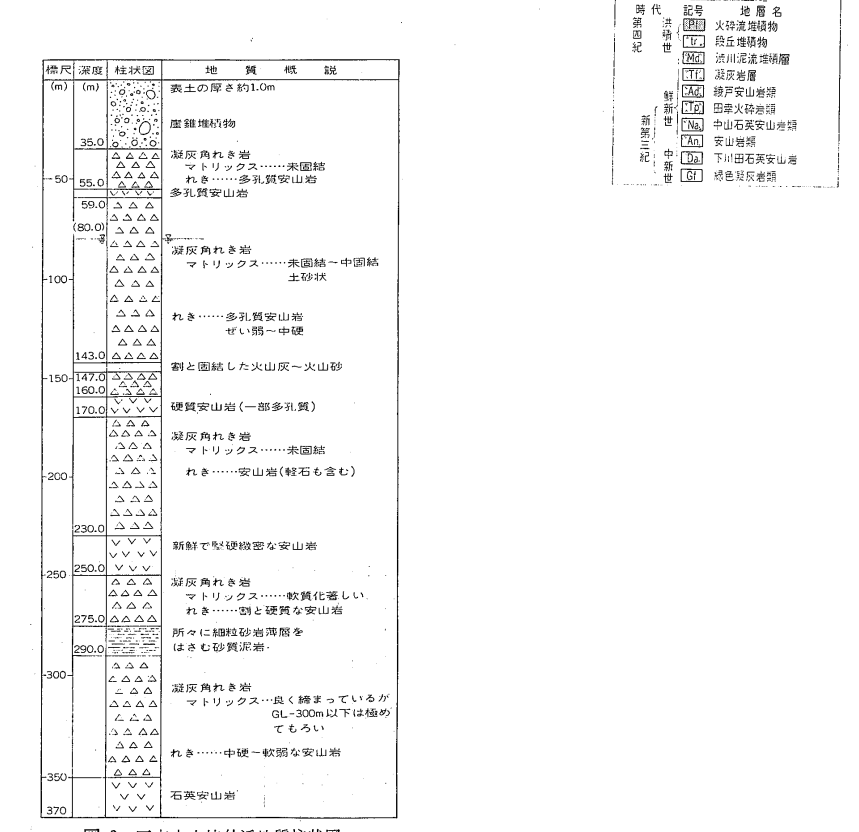 標尺 深度 柱状図 地質概説
(m) (m) 表土の厚さ約1.0m
崖錐堆積物
35.0
凝灰角れき岩
マトリックス……未固結
れき……多孔質安山岩
50
55.0
多孔質安山岩
59.0
(80.0)
凝灰角れき岩
マトリックス……未固結~中固結
土砂状
100
れき……多孔質安山岩
ぜい弱~中硬
143.0
割と固結した火山灰~火山砂
150
147.0
160.0
硬質安山岩(一部多孔質)
170.0
凝灰角れき岩
マトリックス……未固結
れき……安山岩(軽石も含む)
200
230.0
新鮮で堅硬緻密な安山岩
250.0
250
凝灰角れき岩
マトリックス……軟質化著しい
れき……割と硬質な安山岩
275.0
所々に細粒砂岩薄層を
はさむ砂質泥岩
290.0
300
凝灰角れき岩
マトリックス…良く締まっているが
GL-300m以下は極め
てもろい
れき……中硬~軟弱な安山岩
350
石英安山岩
370
時代 記号 地層名
第四紀 洪積世
火砕流堆積物
tr. 段丘堆積物
Md. 渋川泥流堆積層
新第三紀 鮮新世
Tf. 凝灰岩層
Ad. 綾戸安山岩類
Tp. 田幸火砕岩類
Na. 中山石英安山岩類
中新世
An. 安山岩類
Da. 下川田石英安山岩
Gf 緑色凝灰岩類